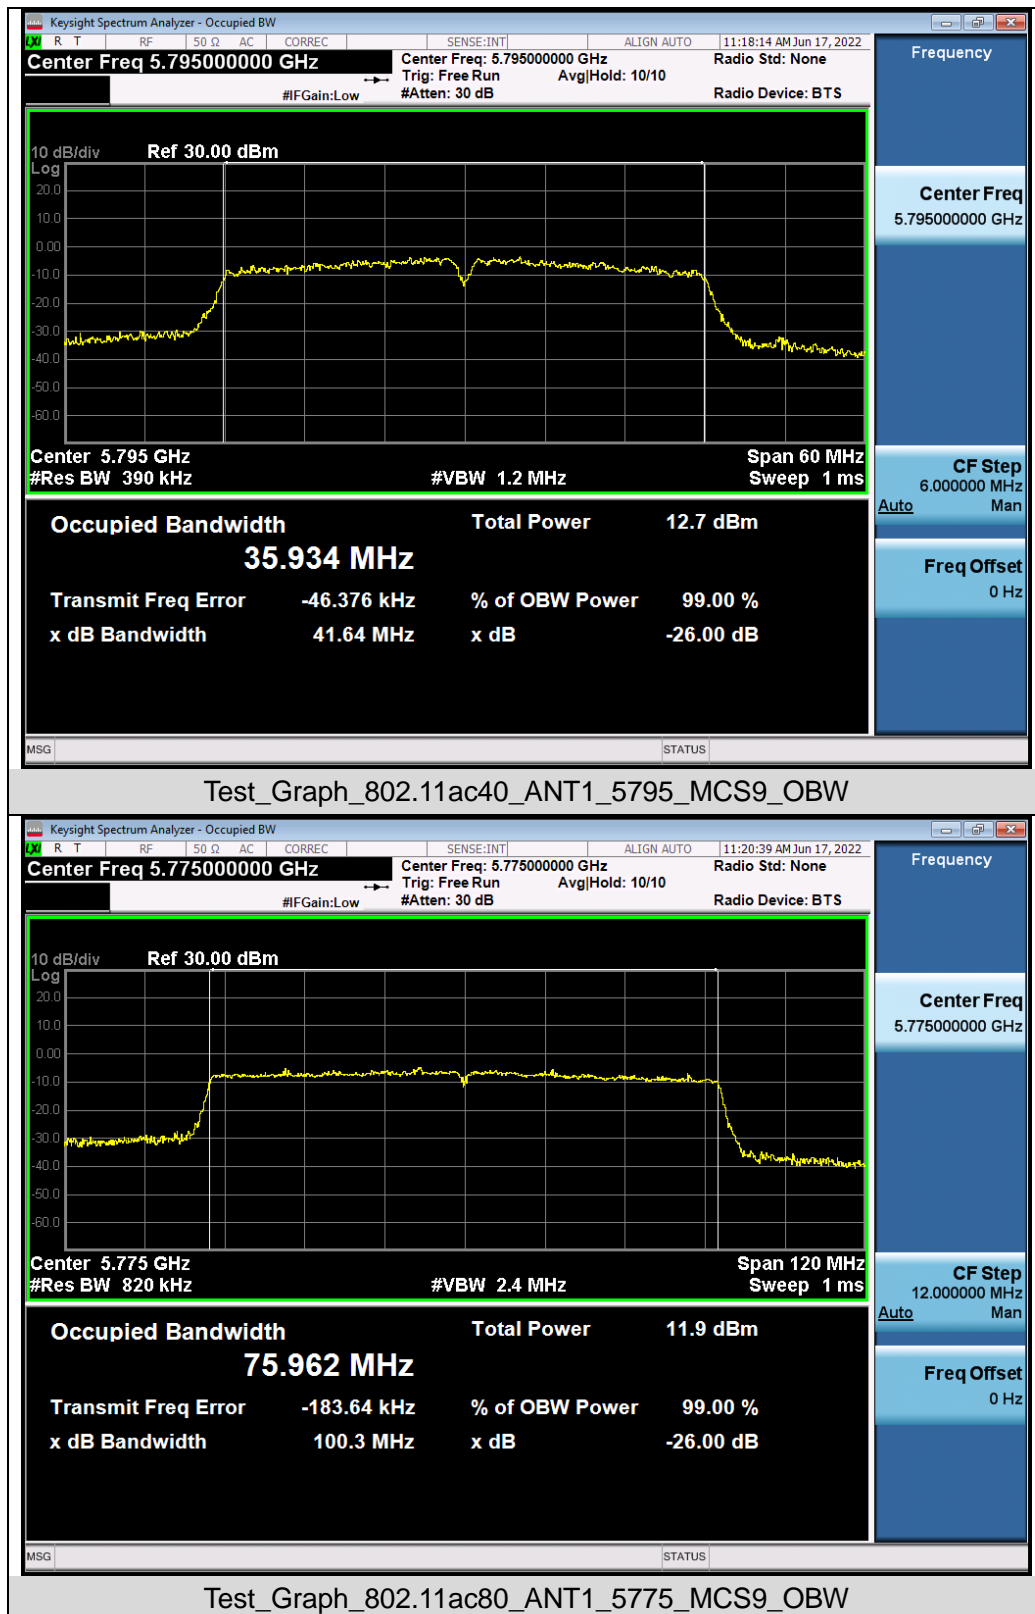 Keysight Spectrum Analyzer - Occupied BW
LXI R T RF 50 Ω AC CORREC SENSE:INT ALIGN AUTO 11:18:14 AM Jun 17, 2022
Center Freq 5.795000000 GHz
Center Freq: 5.795000000 GHz
Radio Std: None
Trig: Free Run Avg|Hold: 10/10
#IFGain:Low
#Atten: 30 dB
Radio Device: BTS
10 dB/div Ref 30.00 dBm
Log
20.0
10.0
0.00
-10.0
-20.0
-30.0
-40.0
-50.0
-60.0
Center 5.795 GHz Span 60 MHz
#Res BW 390 kHz #VBW 1.2 MHz Sweep 1 ms
Occupied Bandwidth Total Power 12.7 dBm
35.934 MHz
Transmit Freq Error -46.376 kHz % of OBW Power 99.00 %
x dB Bandwidth 41.64 MHz x dB -26.00 dB
MSG STATUS
Frequency
Center Freq
5.795000000 GHz
CF Step
6.000000 MHz
Auto Man
Freq Offset
0 Hz
Test_Graph_802.11ac40_ANT1_5795_MCS9_OBW
Keysight Spectrum Analyzer - Occupied BW
LXI R T RF 50 Ω AC CORREC SENSE:INT ALIGN AUTO 11:20:39 AM Jun 17, 2022
Center Freq 5.775000000 GHz
Center Freq: 5.775000000 GHz
Radio Std: None
Trig: Free Run Avg|Hold: 10/10
#IFGain:Low
#Atten: 30 dB
Radio Device: BTS
10 dB/div Ref 30.00 dBm
Log
20.0
10.0
0.00
-10.0
-20.0
-30.0
-40.0
-50.0
-60.0
Center 5.775 GHz Span 120 MHz
#Res BW 820 kHz #VBW 2.4 MHz Sweep 1 ms
Occupied Bandwidth Total Power 11.9 dBm
75.962 MHz
Transmit Freq Error -183.64 kHz % of OBW Power 99.00 %
x dB Bandwidth 100.3 MHz x dB -26.00 dB
MSG STATUS
Frequency
Center Freq
5.775000000 GHz
CF Step
12.000000 MHz
Auto Man
Freq Offset
0 Hz
Test_Graph_802.11ac80_ANT1_5775_MCS9_OBW